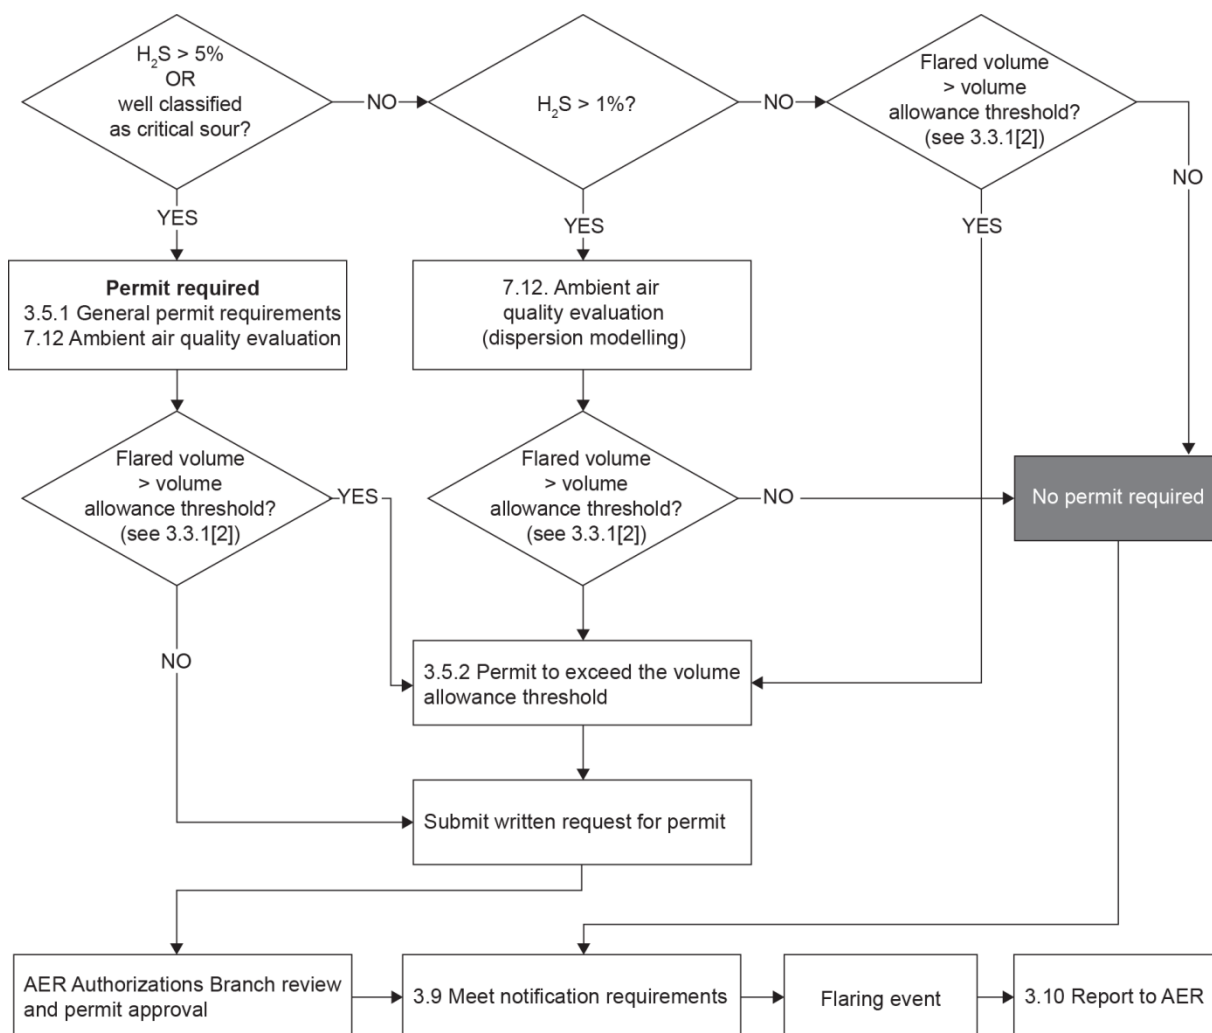 H₂S > 5%
OR
well classified
as critical sour?
NO
H₂S > 1%?
NO
Flared volume
> volume
allowance threshold?
(see 3.3.1[2])
NO
YES
YES
YES
Permit required
3.5.1 General permit requirements
7.12 Ambient air quality evaluation
7.12. Ambient air
quality evaluation
(dispersion modelling)
Flared volume
> volume
allowance threshold?
(see 3.3.1[2])
YES
Flared volume
> volume
allowance threshold?
(see 3.3.1[2])
NO
No permit required
NO
3.5.2 Permit to exceed the volume
allowance threshold
Submit written request for permit
AER Authorizations Branch review
and permit approval
3.9 Meet notification requirements
Flaring event
3.10 Report to AER